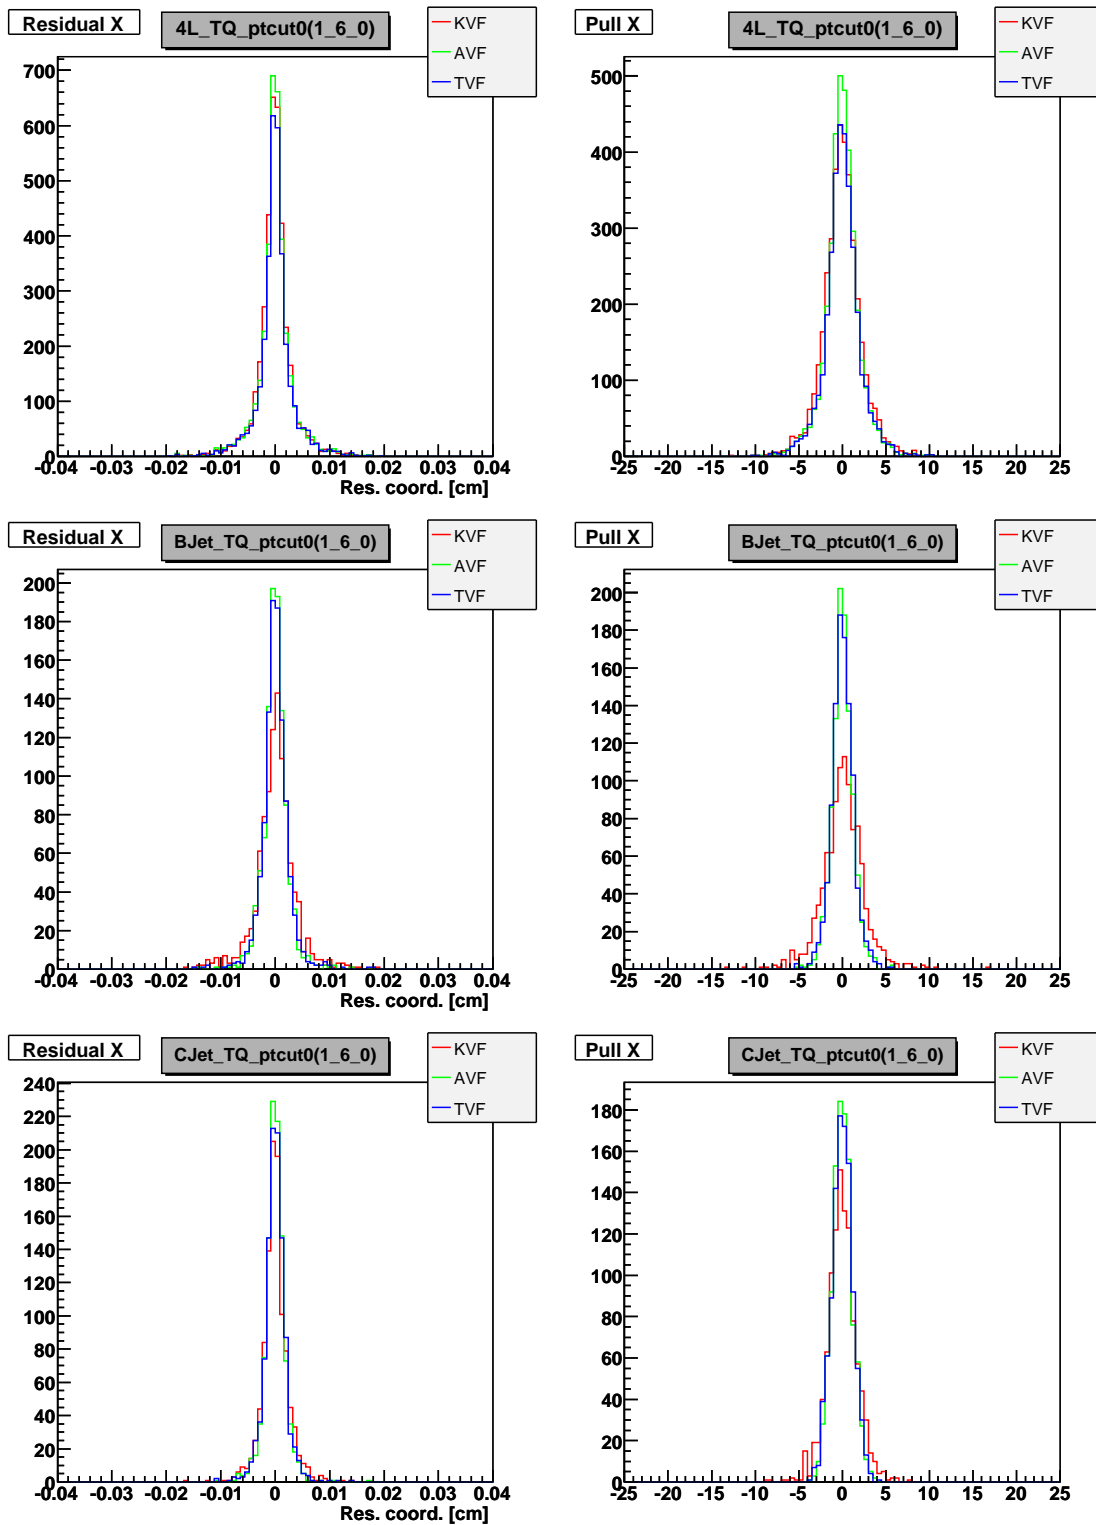 Residual X
4L_TQ_ptcut0(1_6_0)
KVF
AVF
TVF
700
600
500
400
300
200
100
0
-0.04 -0.03 -0.02 -0.01 0 0.01 0.02 0.03 0.04
Res. coord. [cm]
Pull X
4L_TQ_ptcut0(1_6_0)
KVF
AVF
TVF
500
400
300
200
100
0
-25 -20 -15 -10 -5 0 5 10 15 20 25
Residual X
BJet_TQ_ptcut0(1_6_0)
KVF
AVF
TVF
200
180
160
140
120
100
80
60
40
20
0
-0.04 -0.03 -0.02 -0.01 0 0.01 0.02 0.03 0.04
Res. coord. [cm]
Pull X
BJet_TQ_ptcut0(1_6_0)
KVF
AVF
TVF
200
180
160
140
120
100
80
60
40
20
0
-25 -20 -15 -10 -5 0 5 10 15 20 25
Residual X
CJet_TQ_ptcut0(1_6_0)
KVF
AVF
TVF
240
220
200
180
160
140
120
100
80
60
40
20
0
-0.04 -0.03 -0.02 -0.01 0 0.01 0.02 0.03 0.04
Res. coord. [cm]
Pull X
CJet_TQ_ptcut0(1_6_0)
KVF
AVF
TVF
180
160
140
120
100
80
60
40
20
0
-25 -20 -15 -10 -5 0 5 10 15 20 25